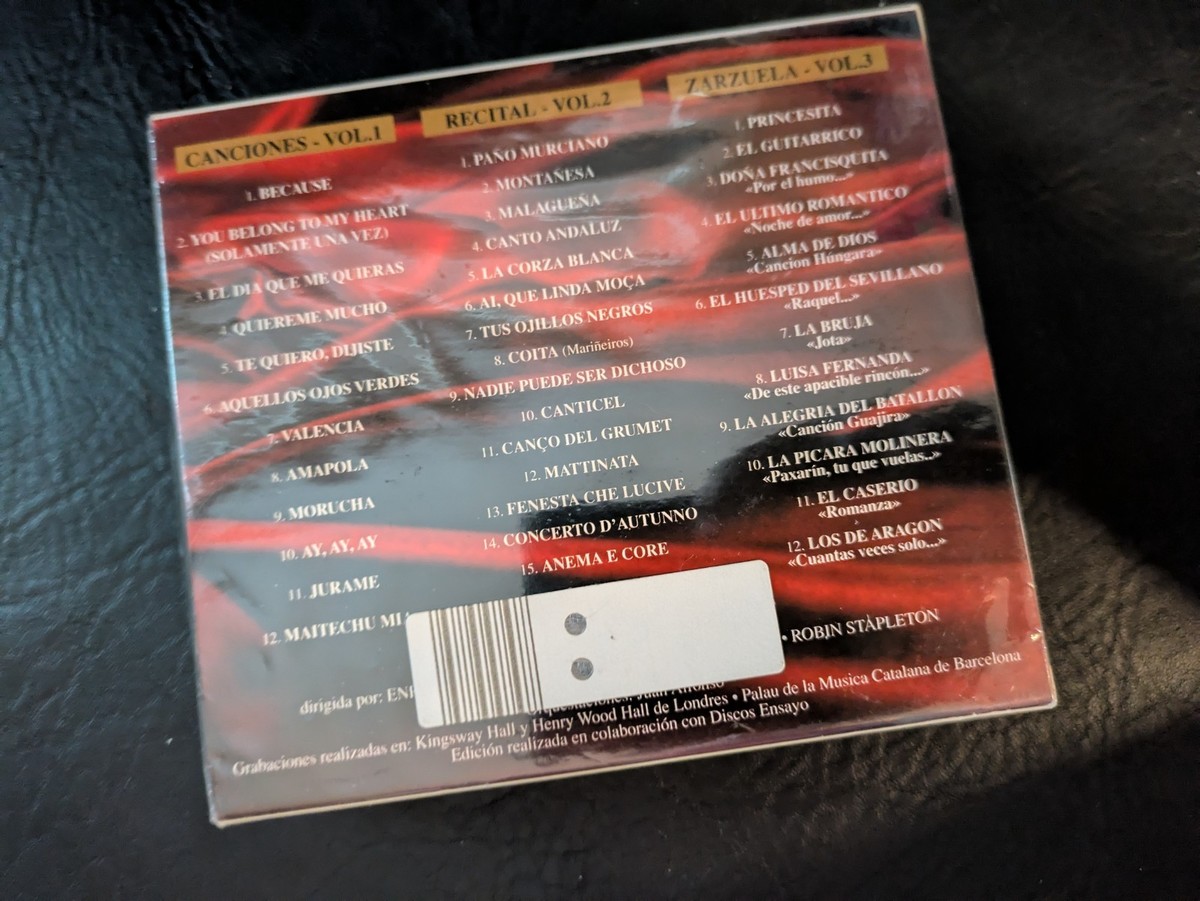 CANCIONES - VOL.1
1. BECAUSE
2. YOU BELONG TO MY HEART
(SOLAMENTE UNA VEZ)
3. EL DIA QUE ME QUIERAS
4. QUIEREME MUCHO
5. TE QUIERO, DIJISTE
6. AQUELLOS OJOS VERDES
7. VALENCIA
8. AMAPOLA
9. MORUCHA
10. AY, AY, AY
11. JURAME
12. MAITECHU MIA
RECITAL - VOL.2
1. PAÑO MURCIANO
2. MONTAÑESA
3. MALAGUEÑA
4. CANTO ANDALUZ
5. LA CORZA BLANCA
6. AI, QUE LINDA MOÇA
7. TUS OJILLOS NEGROS
8. COITA (Mariñeiros)
9. NADIE PUEDE SER DICHOSO
10. CANTICEL
11. CANÇO DEL GRUMET
12. MATTINATA
13. FENESTA CHE LUCIVE
14. CONCERTO D'AUTUNNO
15. ANEMA E CORE
ZARZUELA - VOL.3
1. PRINCESITA
2. EL GUITARRICO
3. DOÑA FRANCISQUITA
«Por el humo...»
4. EL ULTIMO ROMANTICO
«Noche de amor...»
5. ALMA DE DIOS
«Cancion Húngara»
6. EL HUESPED DEL SEVILLANO
«Raquel...»
7. LA BRUJA
«Jota»
8. LUISA FERNANDA
«De este apacible rincón...»
9. LA ALEGRIA DEL BATALLON
«Canción Guajira»
10. LA PICARA MOLINERA
«Paxarín, tu que vuelas..»
11. EL CASERIO
«Romanza»
12. LOS DE ARAGON
«Cuantas veces solo...»
dirigida por: • ROBIN STAPLETON
Grabaciones realizadas en: Kingsway Hall y Henry Wood Hall de Londres • Palau de la Musica Catalana de Barcelona
Edición realizada en colaboración con Discos Ensayo